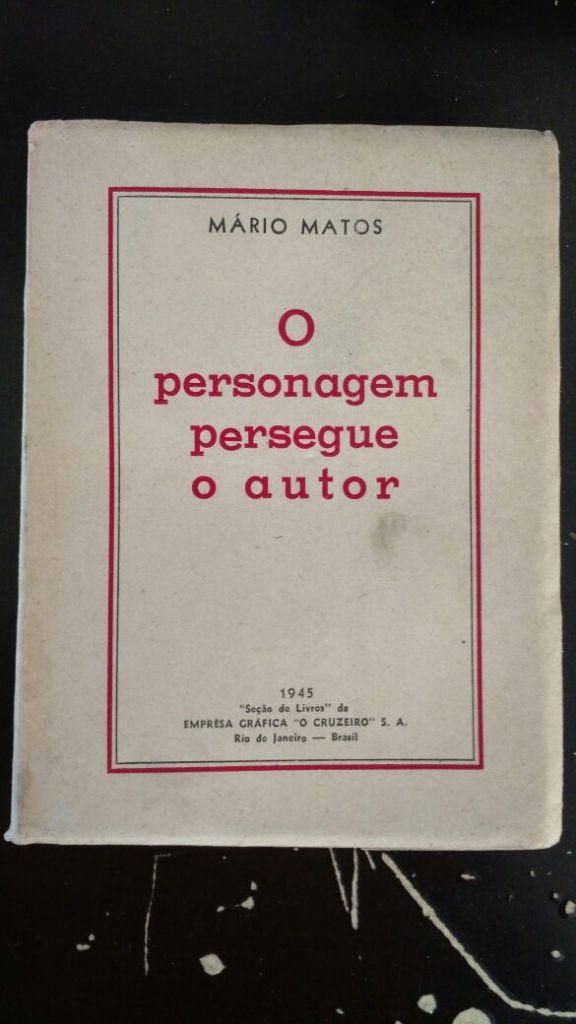 MÁRIO MATOS
O
personagem
persegue
o autor
1945
"Seção de Livros" da
EMPRÊSA GRÁFICA "O CRUZEIRO" S. A.
Rio de Janeiro — Brasil